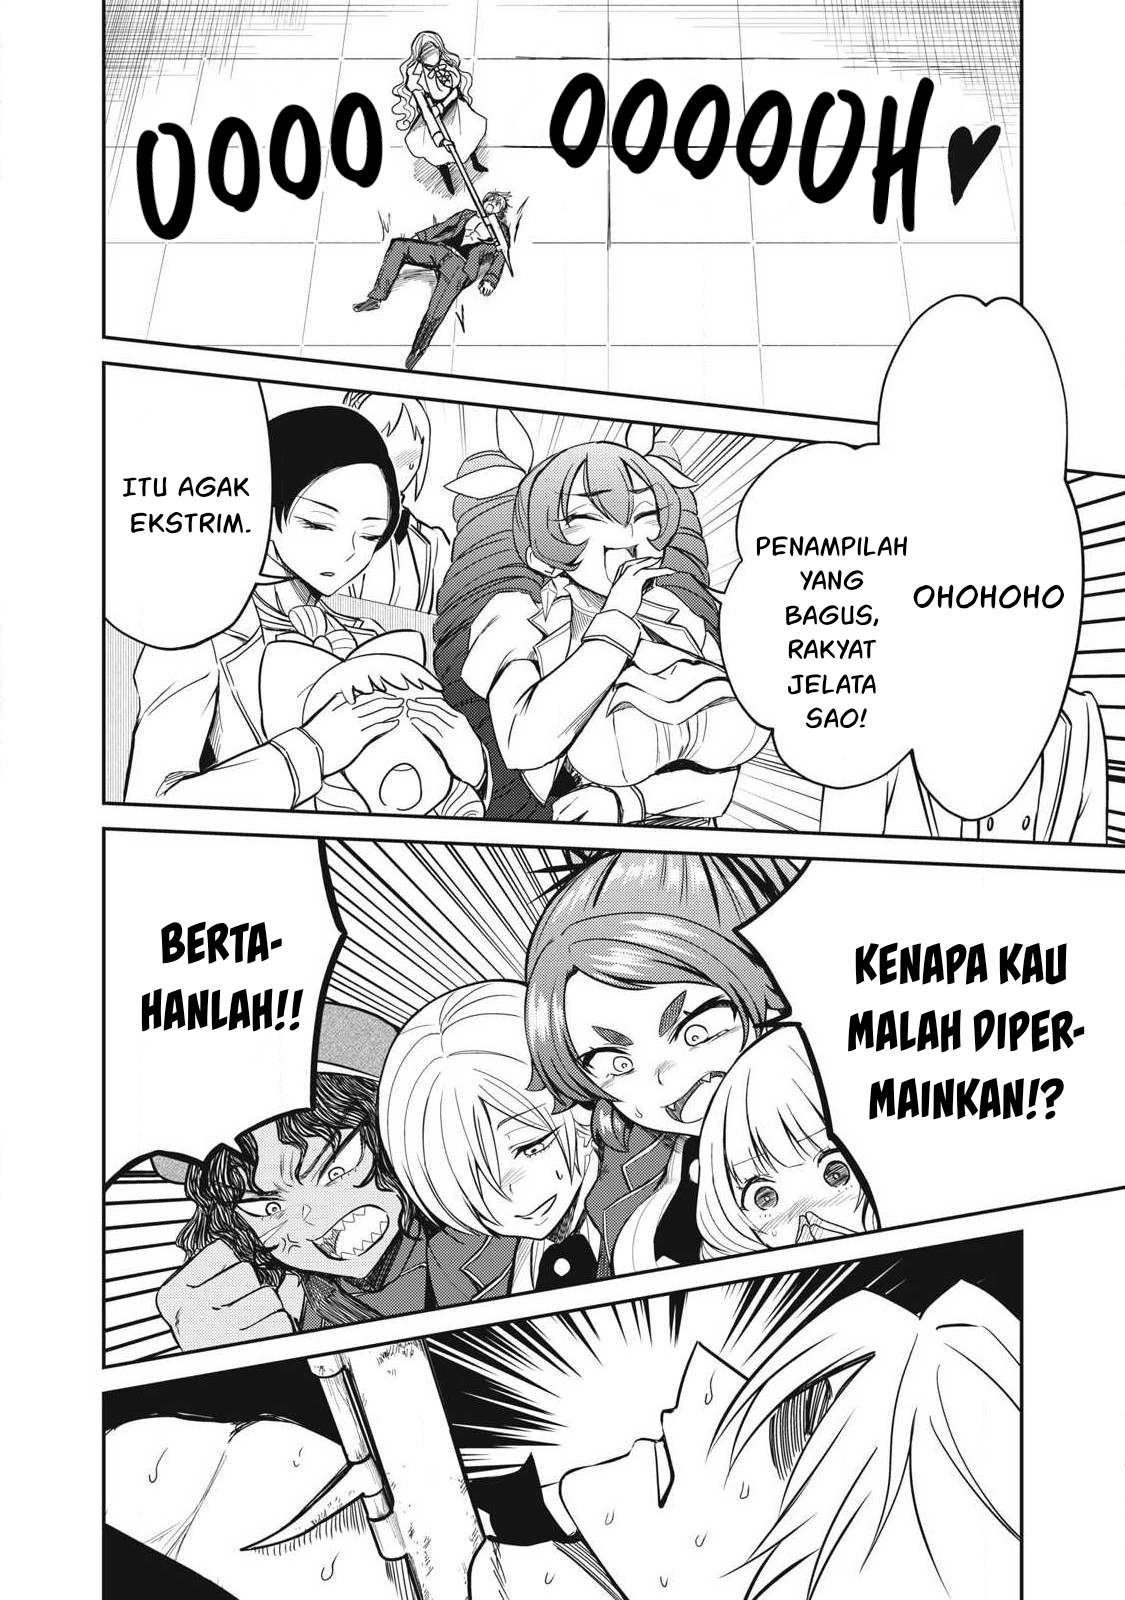 OOOO
OOOOOH♥
OHOHOHO
PENAMPILAH
YANG
BAGUS,
RAKYAT
JELATA
SAO!
ITU AGAK
EKSTRIM.
KENAPA KAU
MALAH DIPER-
MAINKAN!?
BERTA-
HANLAH!!